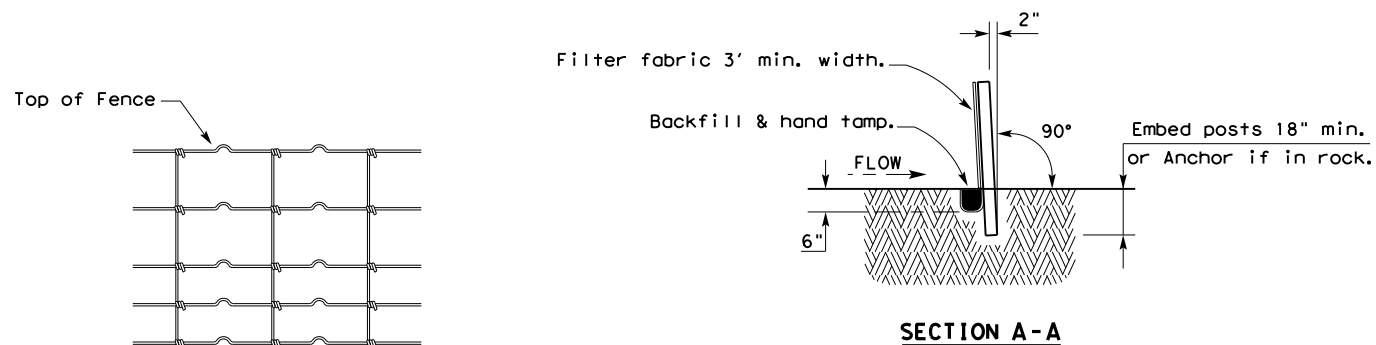 Top of Fence
2"
Filter fabric 3' min. width.
Backfill & hand tamp.
90°
FLOW
6"
Embed posts 18" min.
or Anchor if in rock.
SECTION A-A